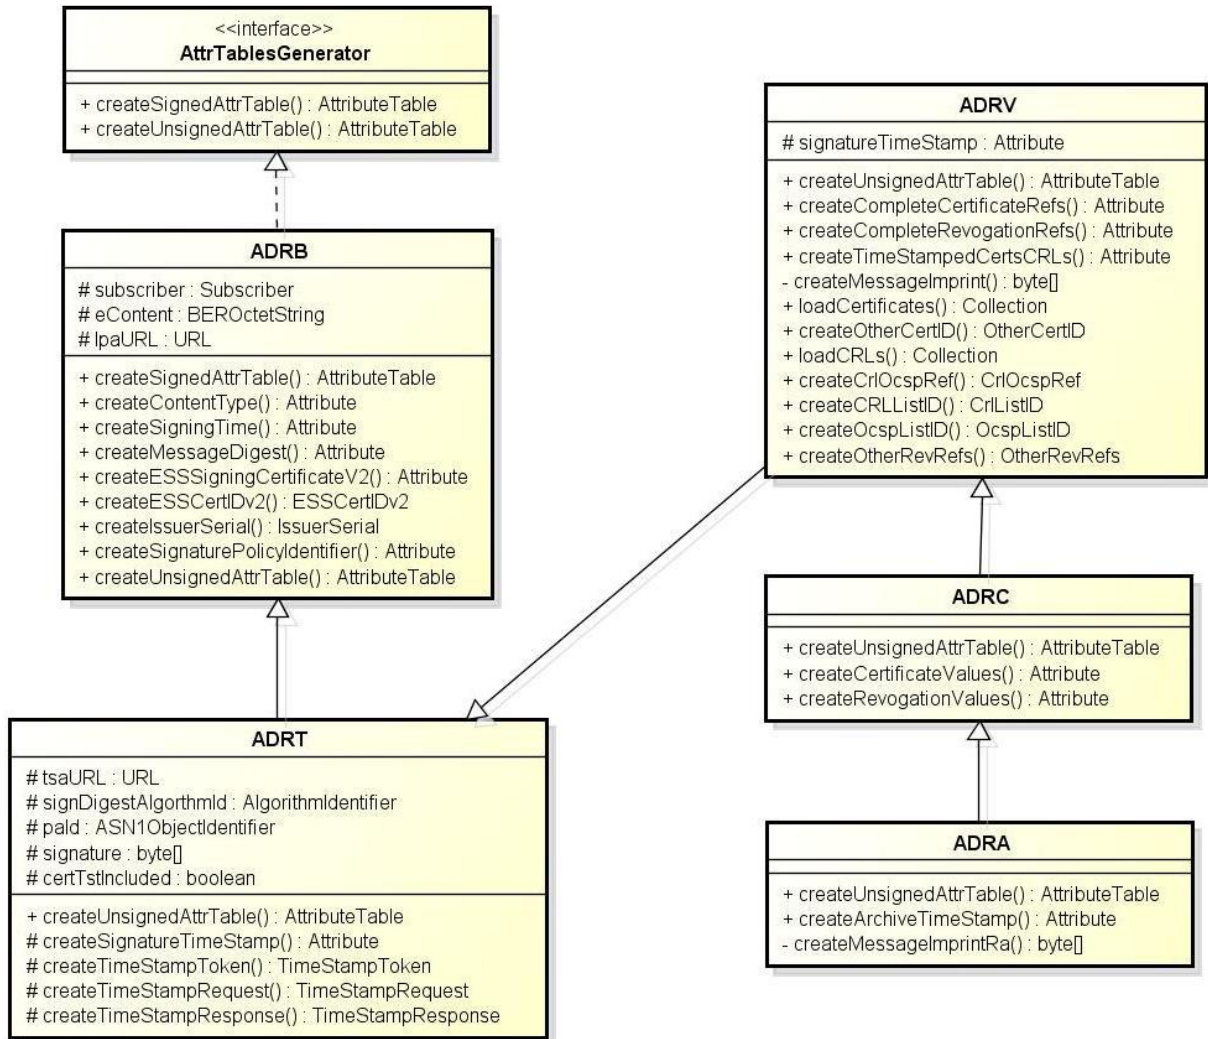 <<interface>>
AttrTablesGenerator
+ createSignedAttrTable() : AttributeTable
+ createUnsignedAttrTable() : AttributeTable
ADRB
# subscriber : Subscriber
# eContent : BEROctetString
# lpaURL : URL
+ createSignedAttrTable() : AttributeTable
+ createContentType() : Attribute
+ createSigningTime() : Attribute
+ createMessageDigest() : Attribute
+ createESSSigningCertificateV2() : Attribute
+ createESSCertIDv2() : ESSCertIDv2
+ createIssuerSerial() : IssuerSerial
+ createSignaturePolicyIdentifier() : Attribute
+ createUnsignedAttrTable() : AttributeTable
ADRT
# tsaURL : URL
# signDigestAlgorthmId : AlgorithmIdentifier
# paId : ASN1ObjectIdentifier
# signature : byte[]
# certTstIncluded : boolean
+ createUnsignedAttrTable() : AttributeTable
# createSignatureTimeStamp() : Attribute
# createTimeStampToken() : TimeStampToken
# createTimeStampRequest() : TimeStampRequest
# createTimeStampResponse() : TimeStampResponse
ADRV
# signatureTimeStamp : Attribute
+ createUnsignedAttrTable() : AttributeTable
+ createCompleteCertificateRefs() : Attribute
+ createCompleteRevogationRefs() : Attribute
+ createTimeStampedCertsCRLs() : Attribute
- createMessageImprint() : byte[]
+ loadCertificates() : Collection
+ createOtherCertID() : OtherCertID
+ loadCRLs() : Collection
+ createCrlOcspRef() : CrlOcspRef
+ createCRLListID() : CrlListID
+ createOcspListID() : OcspListID
+ createOtherRevRefs() : OtherRevRefs
ADRC
+ createUnsignedAttrTable() : AttributeTable
+ createCertificateValues() : Attribute
+ createRevogationValues() : Attribute
ADRA
+ createUnsignedAttrTable() : AttributeTable
+ createArchiveTimeStamp() : Attribute
- createMessageImprintRa() : byte[]